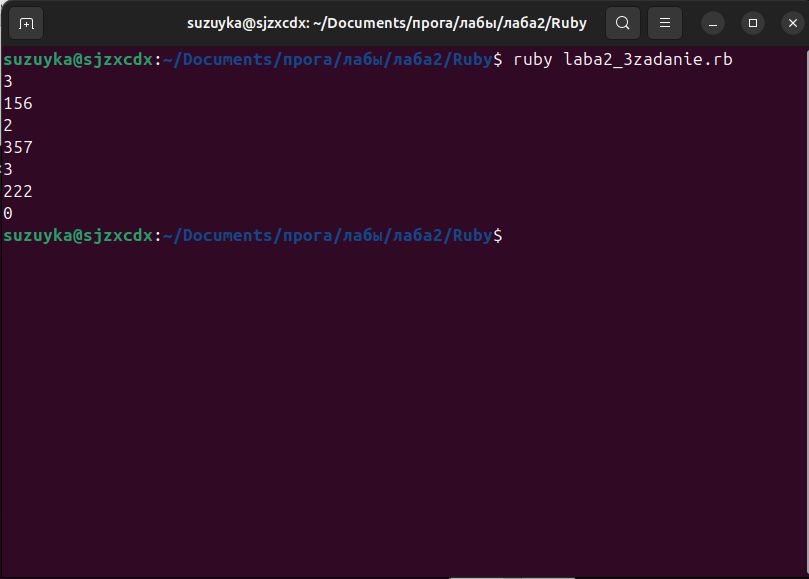 suzuyka@sjzxcdx: ~/Documents/прога/лабы/лаба2/Ruby
suzuyka@sjzxcdx:~/Documents/прога/лабы/лаба2/Ruby$ ruby laba2_3zadanie.rb
3
156
2
357
3
222
0
suzuyka@sjzxcdx:~/Documents/прога/лабы/лаба2/Ruby$